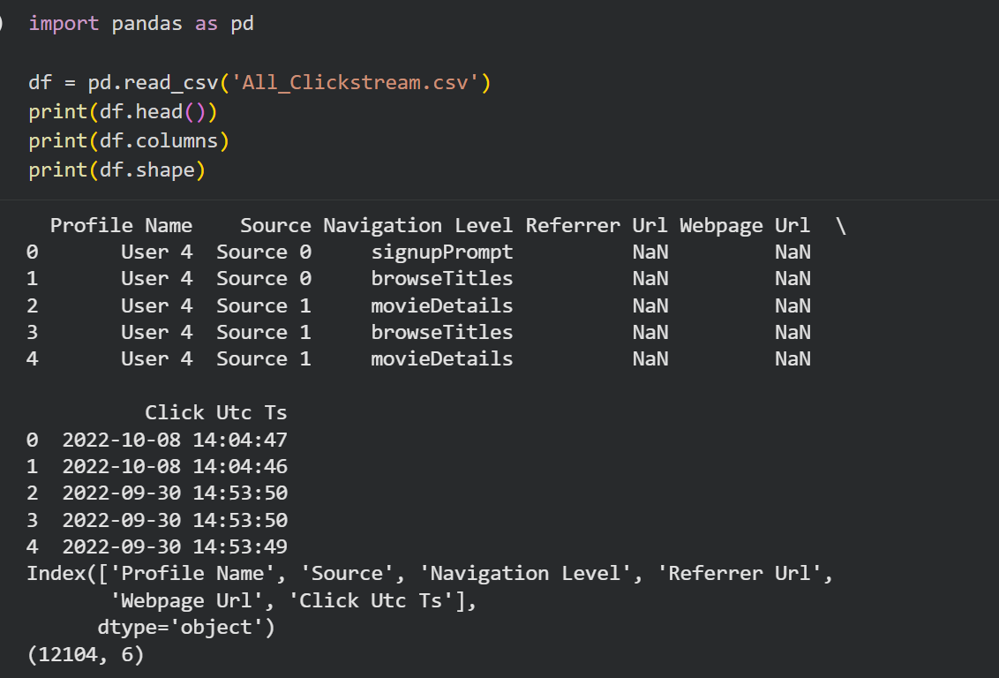 import pandas as pd
df = pd.read_csv('All_Clickstream.csv')
print(df.head())
print(df.columns)
print(df.shape)
Profile Name Source Navigation Level Referrer Url Webpage Url \
0 User 4 Source 0 signupPrompt NaN NaN
1 User 4 Source 0 browseTitles NaN NaN
2 User 4 Source 1 movieDetails NaN NaN
3 User 4 Source 1 browseTitles NaN NaN
4 User 4 Source 1 movieDetails NaN NaN
Click Utc Ts
0 2022-10-08 14:04:47
1 2022-10-08 14:04:46
2 2022-09-30 14:53:50
3 2022-09-30 14:53:50
4 2022-09-30 14:53:49
Index(['Profile Name', 'Source', 'Navigation Level', 'Referrer Url',
'Webpage Url', 'Click Utc Ts'],
dtype='object')
(12104, 6)